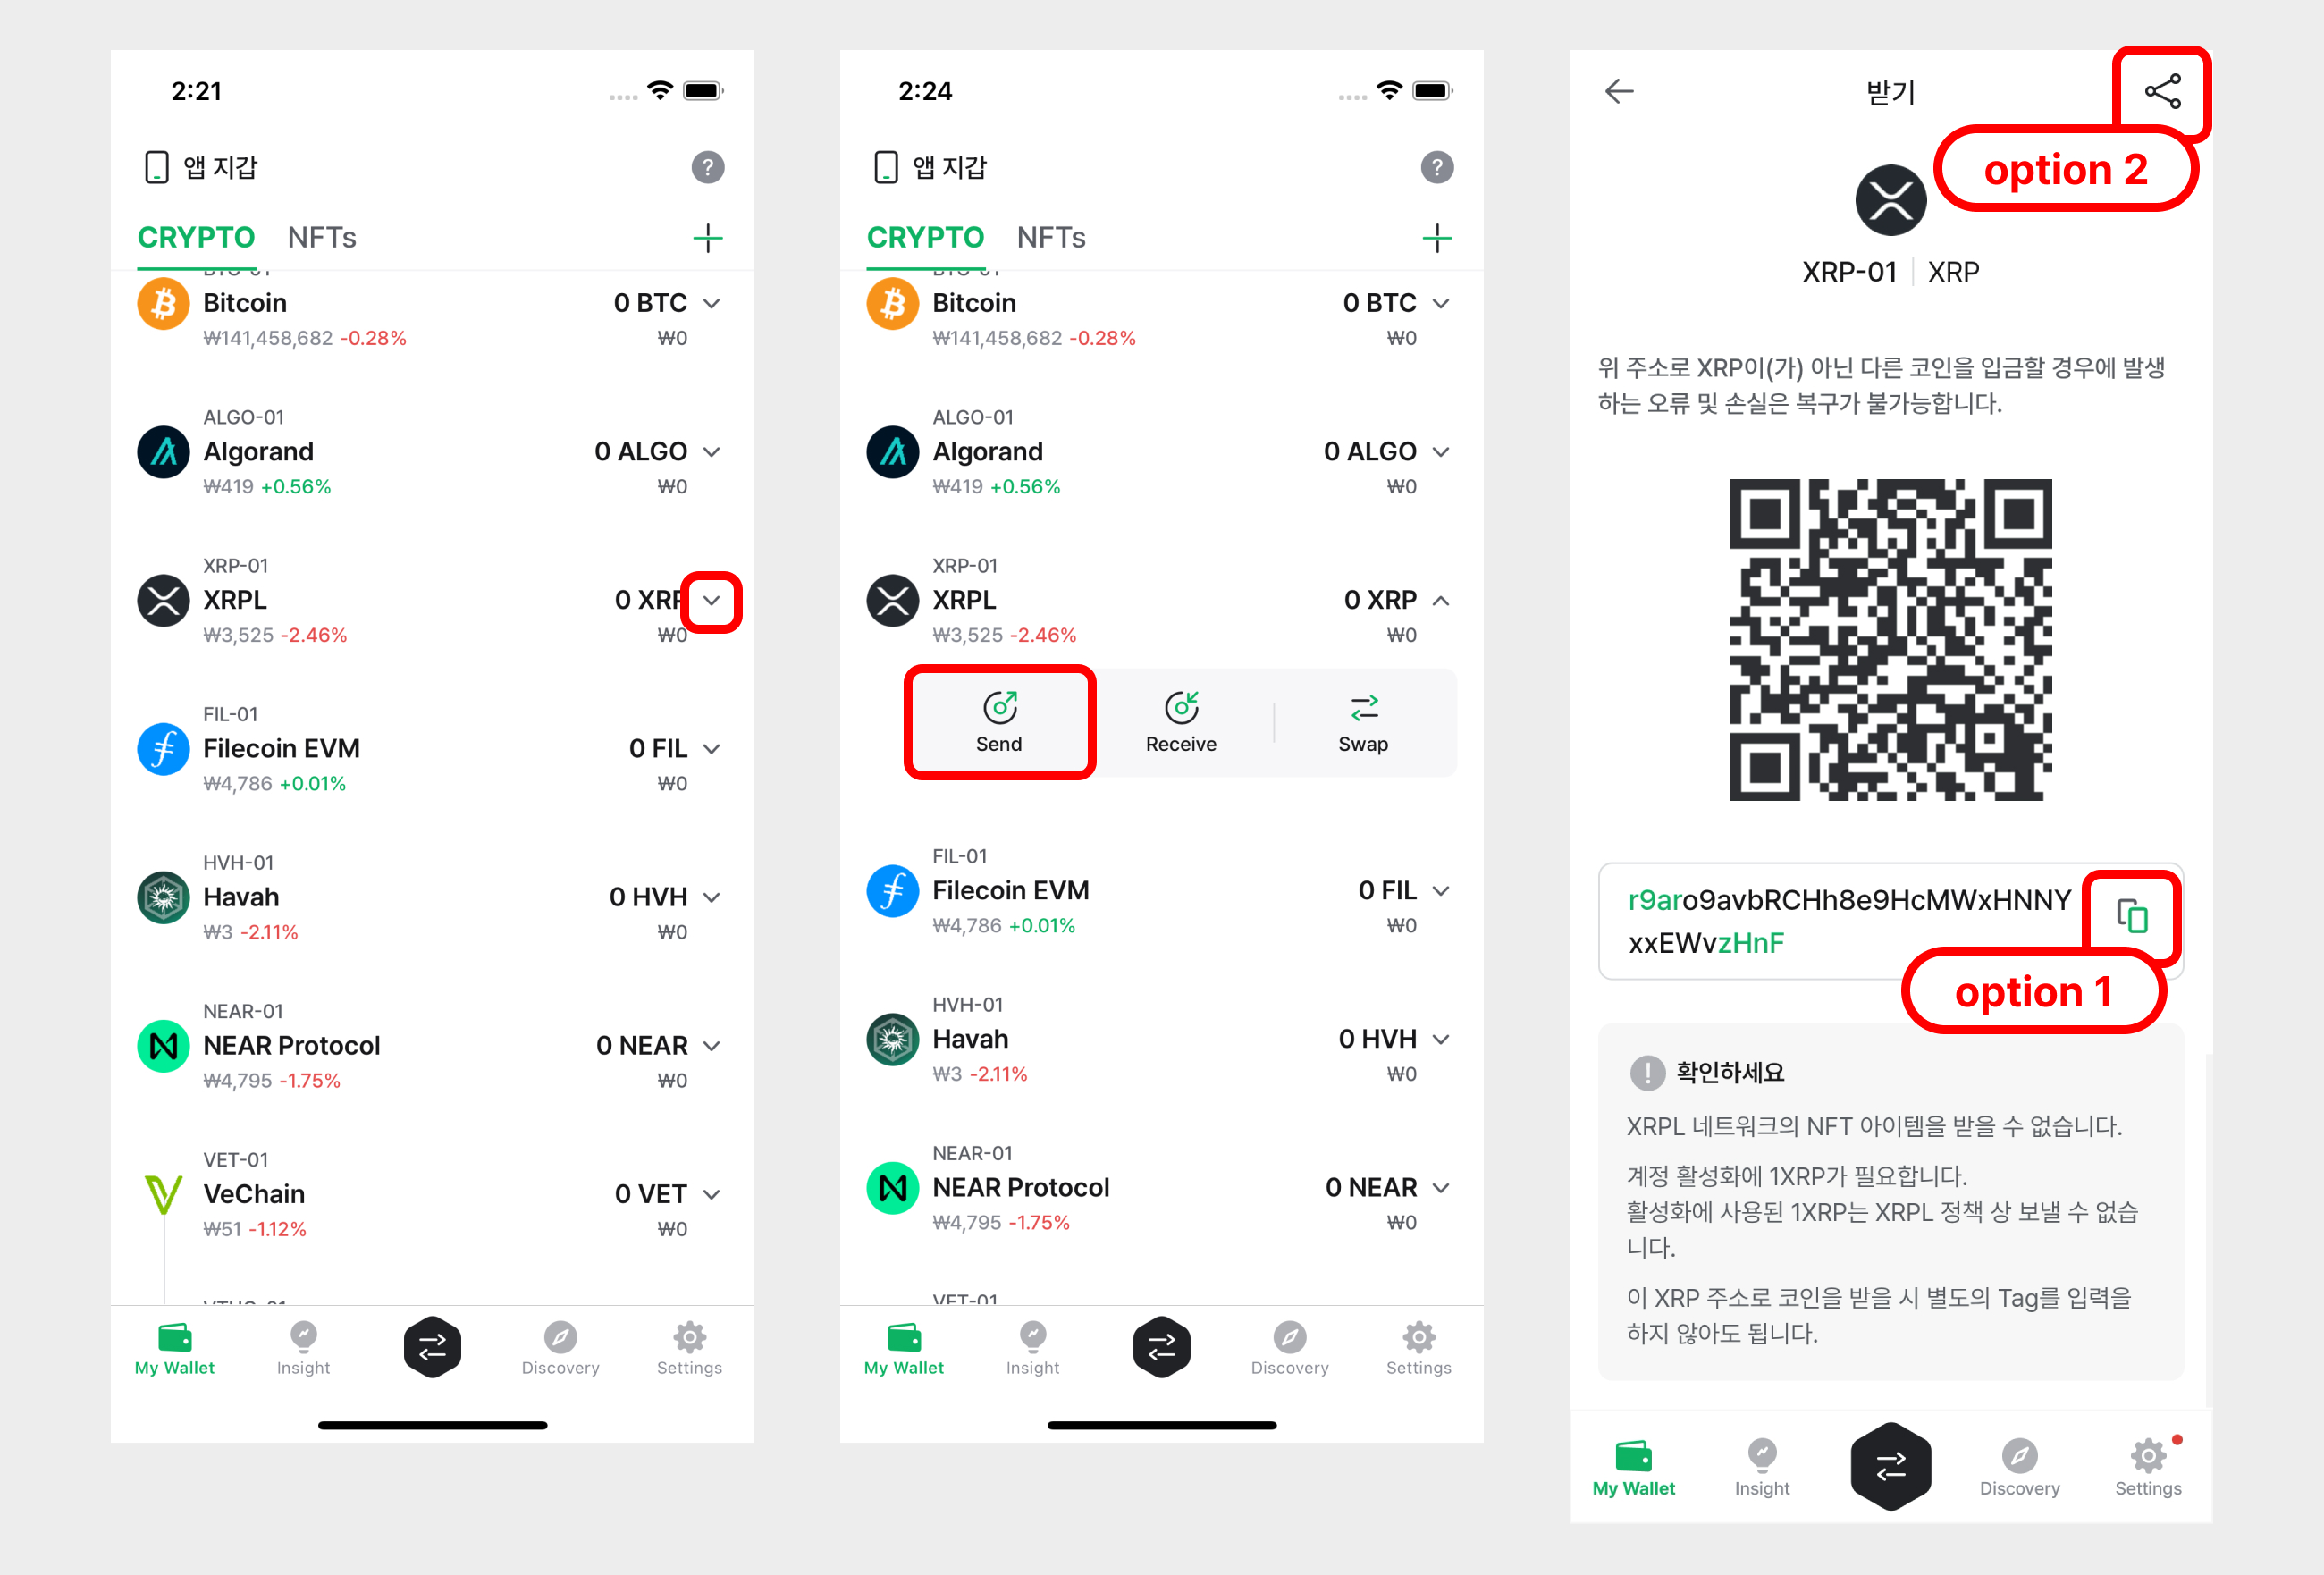 2:21
앱 지갑
?
CRYPTO NFTs
Bitcoin 0 BTC
₩141,458,682 -0.28% ₩0
ALGO-01
Algorand 0 ALGO
₩419 +0.56% ₩0
XRP-01
XRPL 0 XRP
₩3,525 -2.46% ₩0
FIL-01
Filecoin EVM 0 FIL
₩4,786 +0.01% ₩0
HVH-01
Havah 0 HVH
₩3 -2.11% ₩0
NEAR-01
NEAR Protocol 0 NEAR
₩4,795 -1.75% ₩0
VET-01
VeChain 0 VET
₩51 -1.12% ₩0
My Wallet Insight Discovery Settings
2:24
앱 지갑
?
CRYPTO NFTs
Bitcoin 0 BTC
₩141,458,682 -0.28% ₩0
ALGO-01
Algorand 0 ALGO
₩419 +0.56% ₩0
XRP-01
XRPL 0 XRP
₩3,525 -2.46% ₩0
Send Receive Swap
FIL-01
Filecoin EVM 0 FIL
₩4,786 +0.01% ₩0
HVH-01
Havah 0 HVH
₩3 -2.11% ₩0
NEAR-01
NEAR Protocol 0 NEAR
₩4,795 -1.75% ₩0
VET-01
My Wallet Insight Discovery Settings
받기
option 2
XRP-01 XRP
위 주소로 XRP이(가) 아닌 다른 코인을 입금할 경우에 발생
하는 오류 및 손실은 복구가 불가능합니다.
r9aro9avbRCHh8e9HcMWxHNNY
xxEWvzHnF
option 1
확인하세요
XRPL 네트워크의 NFT 아이템을 받을 수 없습니다.
계정 활성화에 1XRP가 필요합니다.
활성화에 사용된 1XRP는 XRPL 정책 상 보낼 수 없습
니다.
이 XRP 주소로 코인을 받을 시 별도의 Tag를 입력을
하지 않아도 됩니다.
My Wallet Insight Discovery Settings